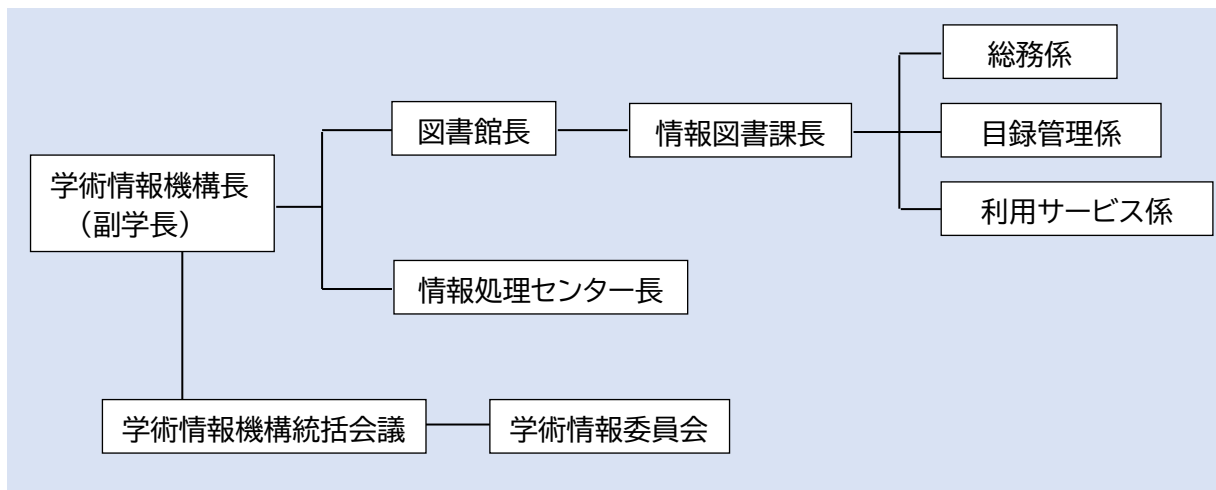 総務係
図書館長
情報図書課長
目録管理係
学術情報機構長
（副学長）
利用サービス係
情報処理センター長
学術情報機構統括会議
学術情報委員会